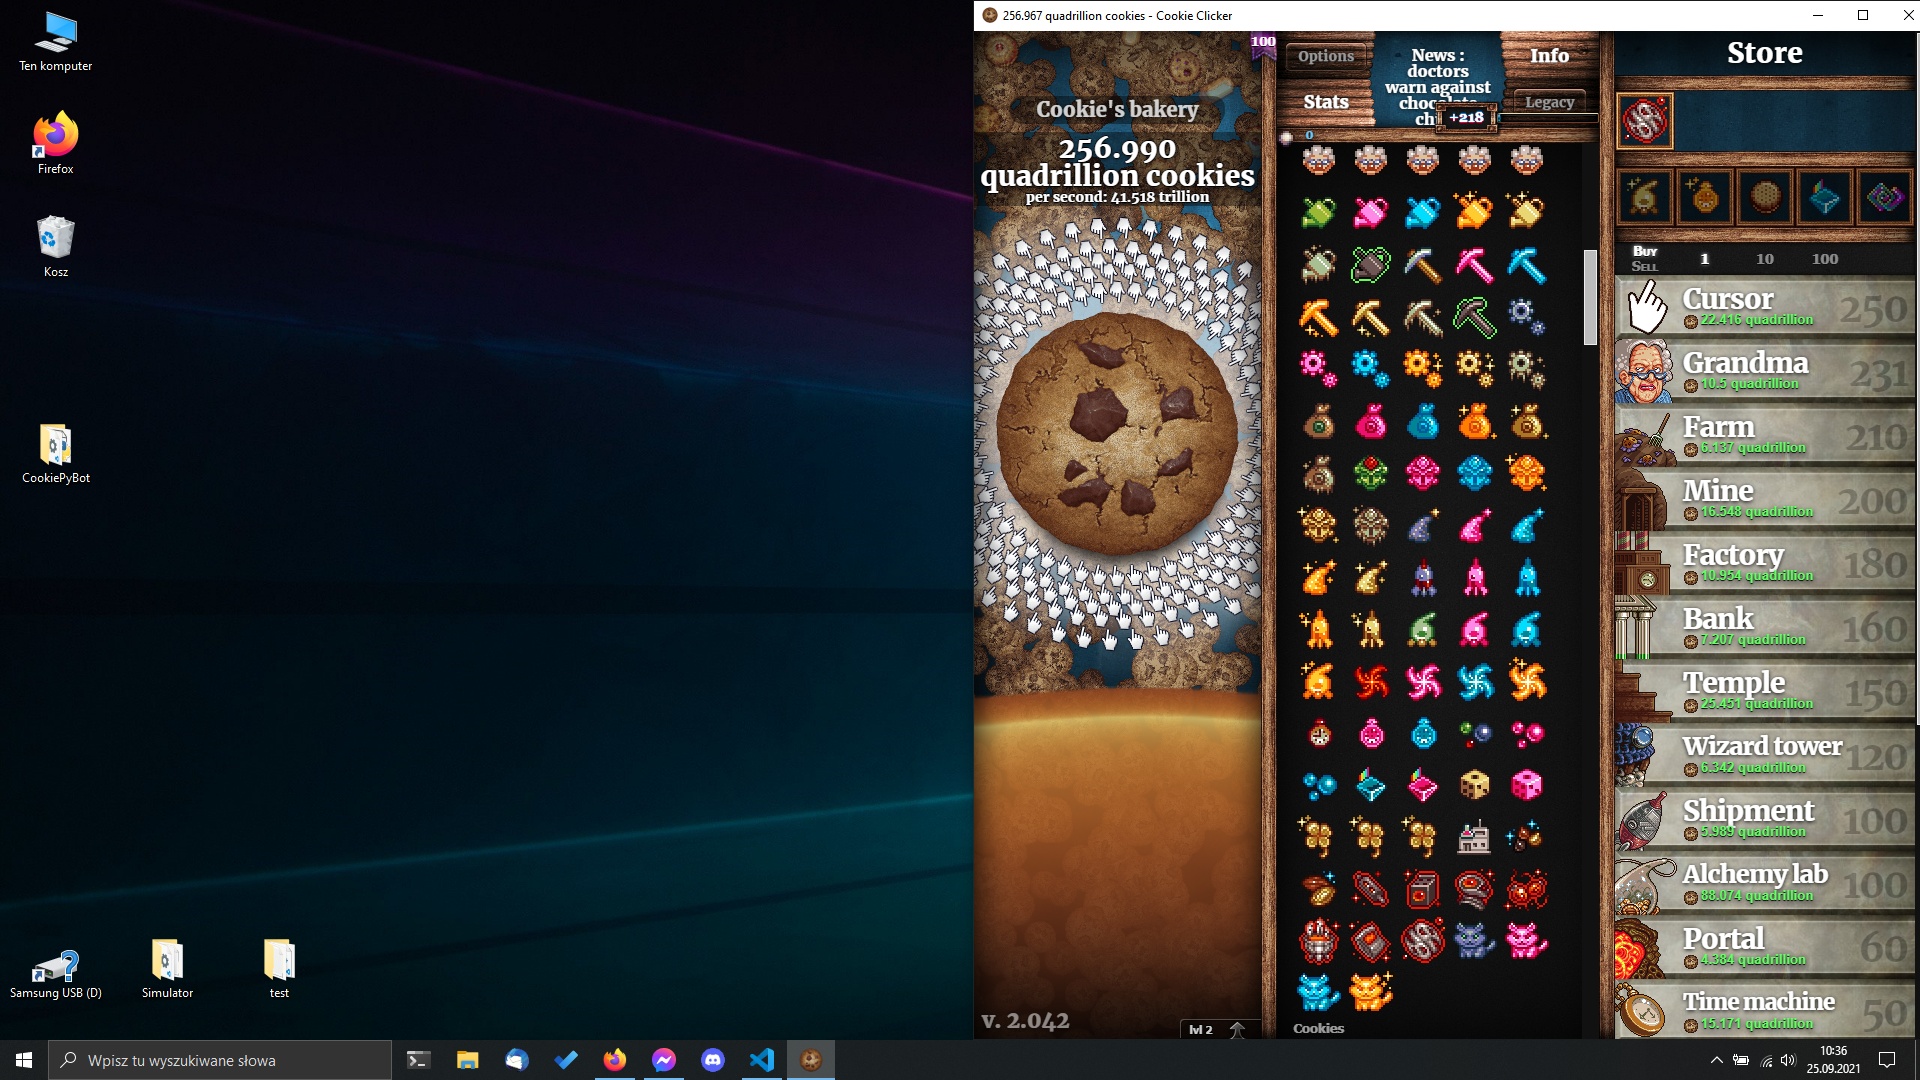 Ten komputer
Firefox
Kosz
CookiePyBot
Samsung USB (D)
Simulator
test
256.967 quadrillion cookies - Cookie Clicker
100
Cookie's bakery
256.990
quadrillion cookies
per second: 41.518 trillion
v. 2.042
lvl 2
Options
Stats
News :
doctors
warn against
chocolate
ch
+218
Info
Legacy
0
Cookies
Store
Buy
Sell
1
10
100
Cursor
22.416 quadrillion
250
Grandma
10.5 quadrillion
231
Farm
6.137 quadrillion
210
Mine
16.548 quadrillion
200
Factory
10.954 quadrillion
180
Bank
7.207 quadrillion
160
Temple
25.451 quadrillion
150
Wizard tower
6.342 quadrillion
120
Shipment
5.989 quadrillion
100
Alchemy lab
88.074 quadrillion
100
Portal
4.384 quadrillion
60
Time machine
15.171 quadrillion
50
Wpisz tu wyszukiwane słowa
10:36
25.09.2021